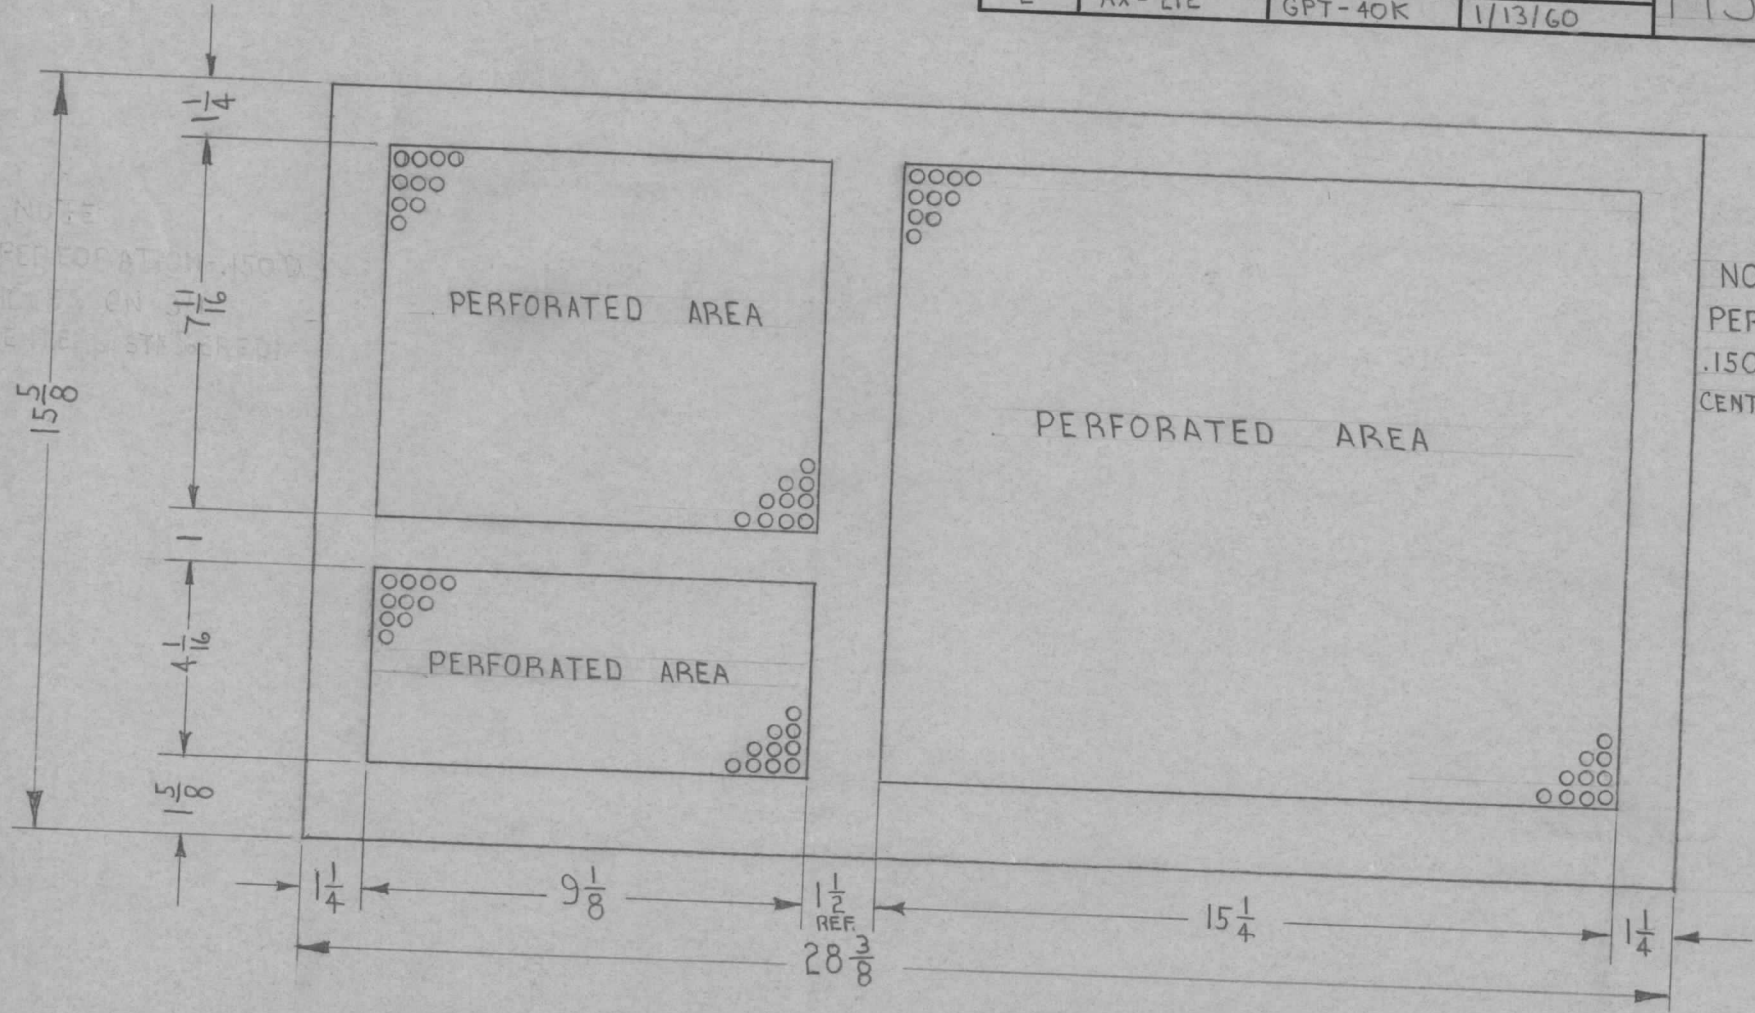 AX-212 GPT-40K 1/13/60
1 1/4
PERFORATED AREA
7 11/16
NO
PER
.150
CENT
15 5/8
PERFORATED AREA
1
4 1/16
PERFORATED AREA
1 5/8
1 1/4 9 1/8 1 1/2 15 1/4 1 1/4
REF.
28 3/8